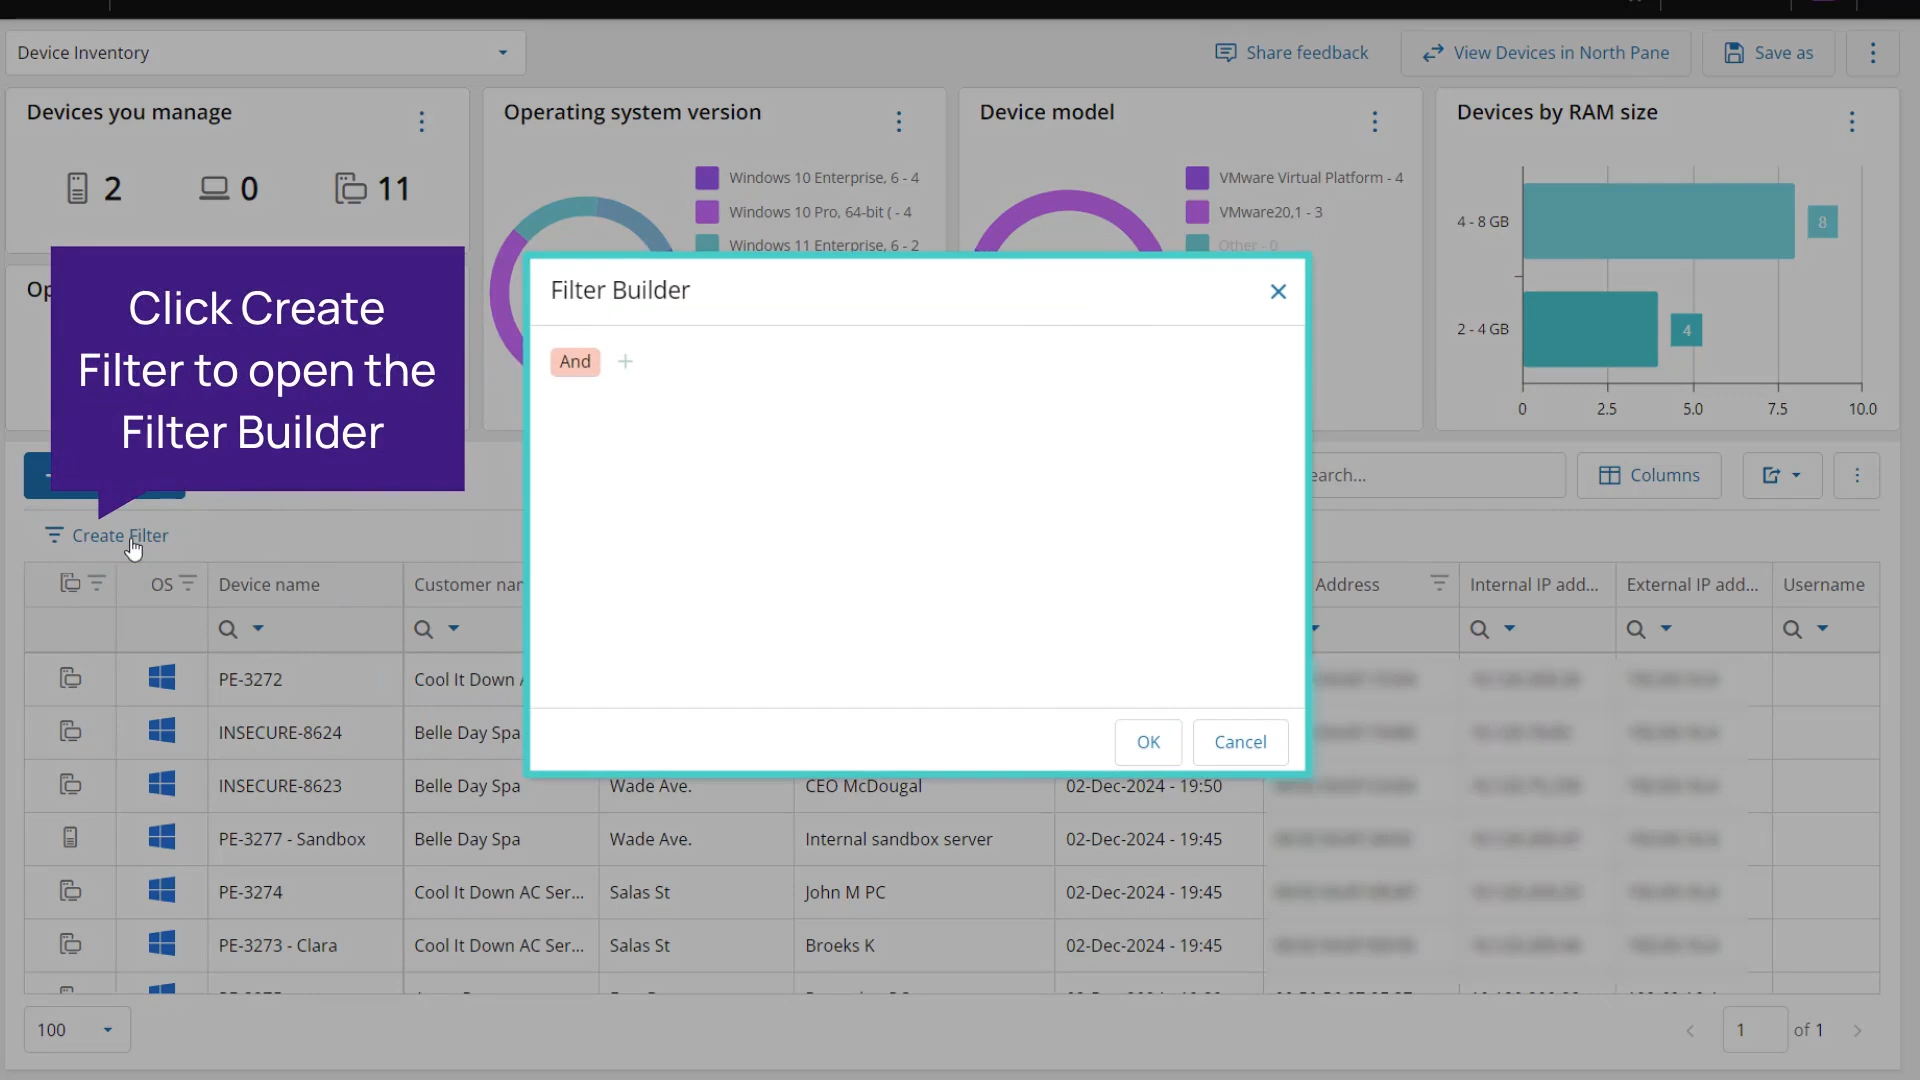 Device Inventory
Share feedback
View Devices in North Pane
Save as
Devices you manage
2
0
11
Operating system version
Windows 10 Enterprise, 6 - 4
Windows 10 Pro, 64-bit ( - 4
Windows 11 Enterprise, 6 - 2
Device model
VMware Virtual Platform - 4
VMware20,1 - 3
Other - 0
Devices by RAM size
4 - 8 GB
8
2 - 4 GB
4
0
2.5
5.0
7.5
10.0
Op
Click Create
Filter to open the
Filter Builder
Filter Builder
And
OK
Cancel
earch...
Columns
Create Filter
OS
Device name
Customer nar
Address
Internal IP add...
External IP add...
Username
PE-3272
Cool It Down A
INSECURE-8624
Belle Day Spa
INSECURE-8623
Belle Day Spa
Wade Ave.
CEO McDougal
02-Dec-2024 - 19:50
PE-3277 - Sandbox
Belle Day Spa
Wade Ave.
Internal sandbox server
02-Dec-2024 - 19:45
PE-3274
Cool It Down AC Ser...
Salas St
John M PC
02-Dec-2024 - 19:45
PE-3273 - Clara
Cool It Down AC Ser...
Salas St
Broeks K
02-Dec-2024 - 19:45
100
1
of 1